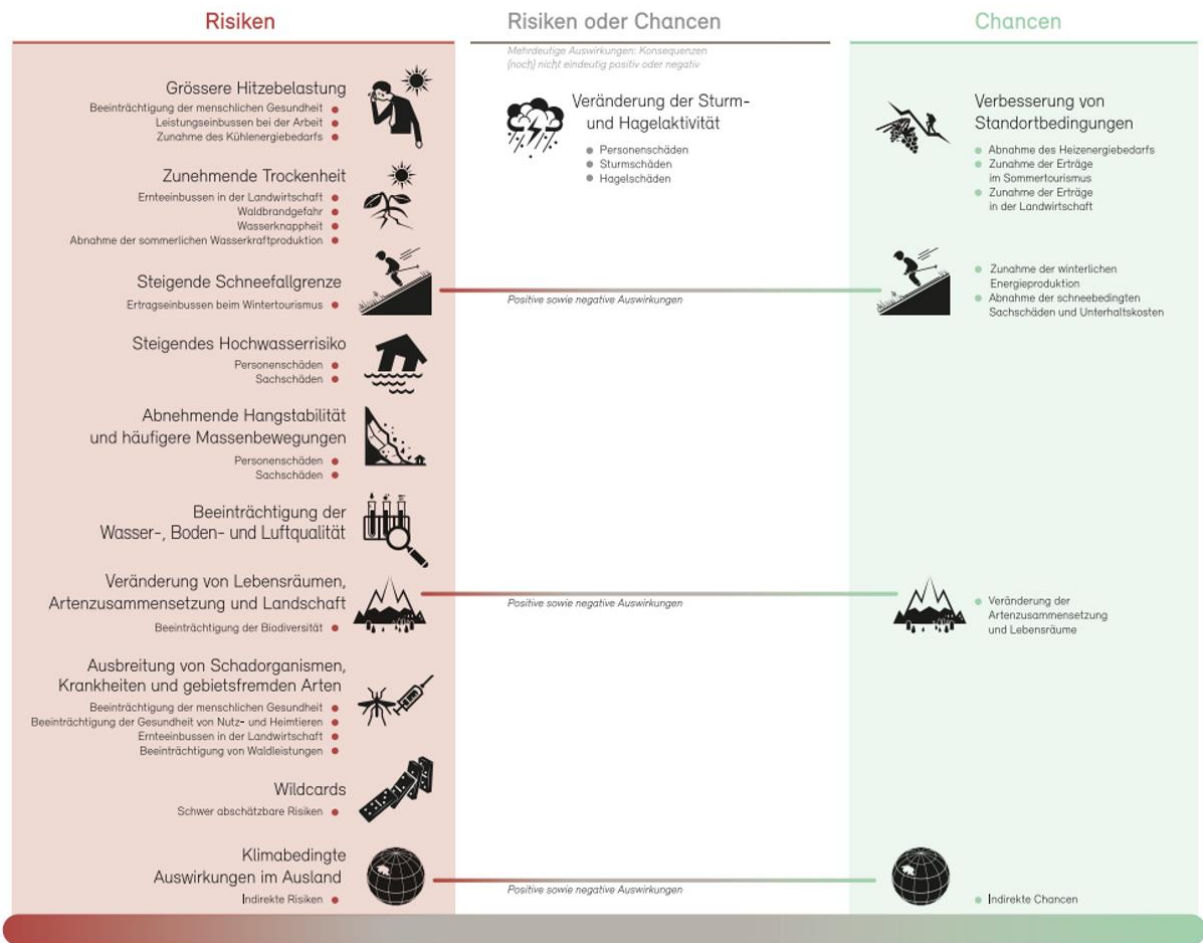 Risiken
Grössere Hitzebelastung
Beeinträchtigung der menschlichen Gesundheit
Leistungseinbussen bei der Arbeit
Zunahme des Kühlenergiebedarfs
Zunehmende Trockenheit
Ernteeinbussen in der Landwirtschaft
Waldbrandgefahr
Wasserknappheit
Abnahme der sommerlichen Wasserkraftproduktion
Steigende Schneefallgrenze
Ertragseinbussen beim Wintertourismus
Steigendes Hochwasserrisiko
Personenschäden
Sachschäden
Abnehmende Hangstabilität
und häufigere Massenbewegungen
Personenschäden
Sachschäden
Beeinträchtigung der
Wasser-, Boden- und Luftqualität
Veränderung von Lebensräumen,
Artenzusammensetzung und Landschaft
Beeinträchtigung der Biodiversität
Ausbreitung von Schadorganismen,
Krankheiten und gebietsfremden Arten
Beeinträchtigung der menschlichen Gesundheit
Beeinträchtigung der Gesundheit von Nutz- und Heimtieren
Ernteeinbussen in der Landwirtschaft
Beeinträchtigung von Waldleistungen
Wildcards
Schwer abschätzbare Risiken
Klimabedingte
Auswirkungen im Ausland
Indirekte Risiken
Risiken oder Chancen
Mehrdeutige Auswirkungen: Konsequenzen
(noch) nicht eindeutig positiv oder negativ
Veränderung der Sturm-
und Hagelaktivität
Personenschäden
Sturmschäden
Hagelschäden
Positive sowie negative Auswirkungen
Positive sowie negative Auswirkungen
Positive sowie negative Auswirkungen
Chancen
Verbesserung von
Standortbedingungen
Abnahme des Heizenergiebedarfs
Zunahme der Erträge
im Sommertourismus
Zunahme der Erträge
in der Landwirtschaft
Zunahme der winterlichen
Energieproduktion
Abnahme der schneebedingten
Sachschäden und Unterhaltskosten
Veränderung der
Artenzusammensetzung
und Lebensräume
Indirekte Chancen